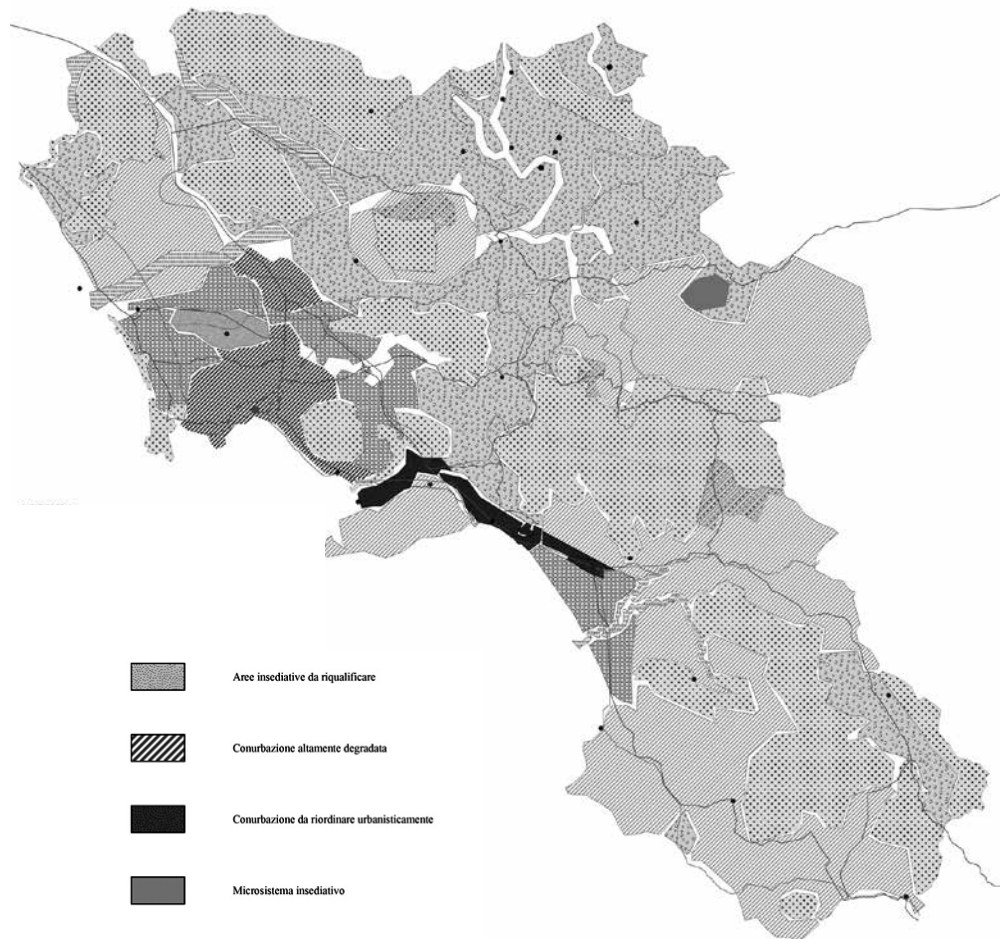 Aree insediative da riqualificare
Conurbazione altamente degradata
Conurbazione da riordinare urbanisticamente
Microsistema insediativo